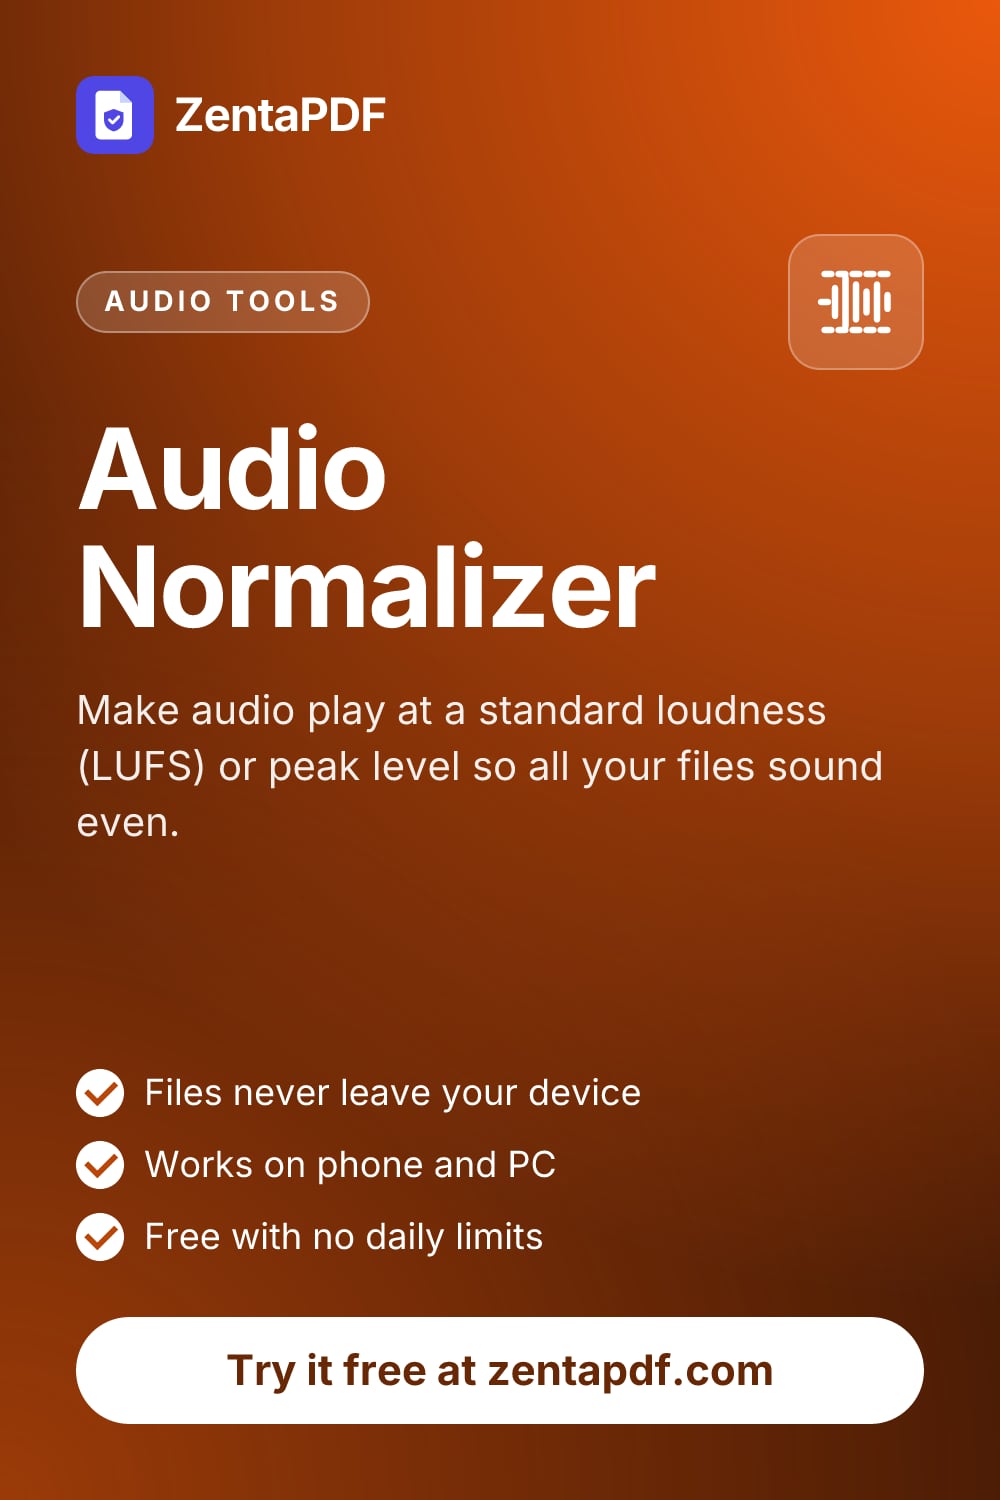 ZentaPDF
AUDIO TOOLS
Audio
Normalizer
Make audio play at a standard loudness
(LUFS) or peak level so all your files sound
even.
Files never leave your device
Works on phone and PC
Free with no daily limits
Try it free at zentapdf.com